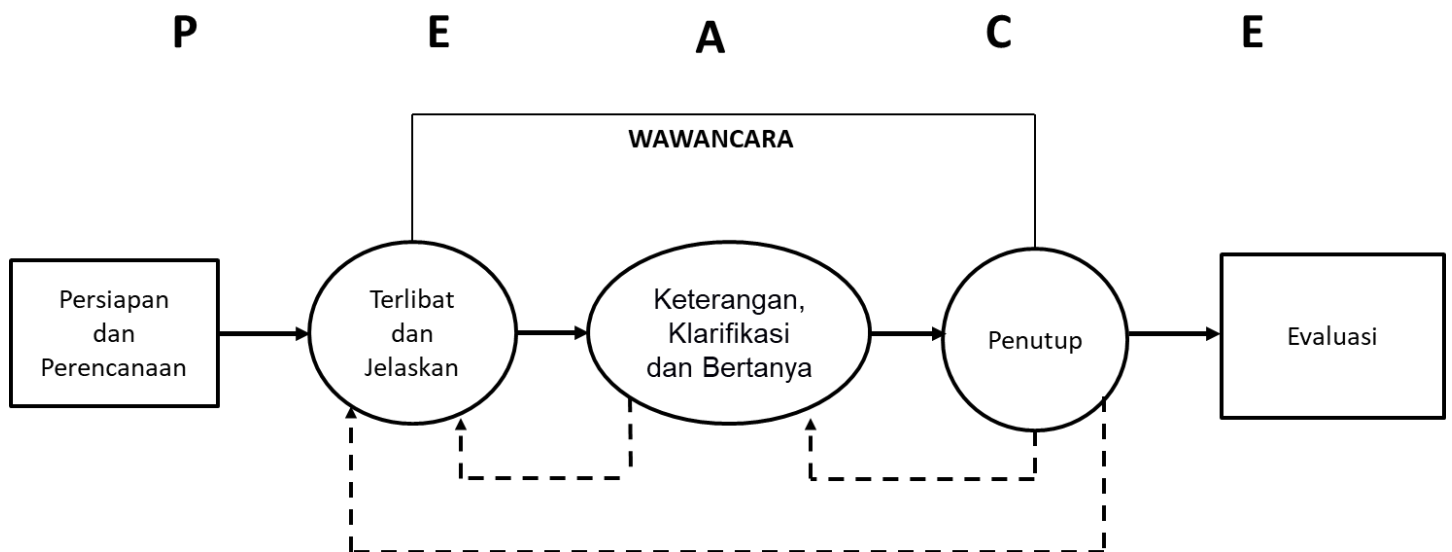 P E A C E
WAWANCARA
Persiapan
dan
Perencanaan
Terlibat
dan
Jelaskan
Keterangan,
Klarifikasi
dan Bertanya
Penutup
Evaluasi